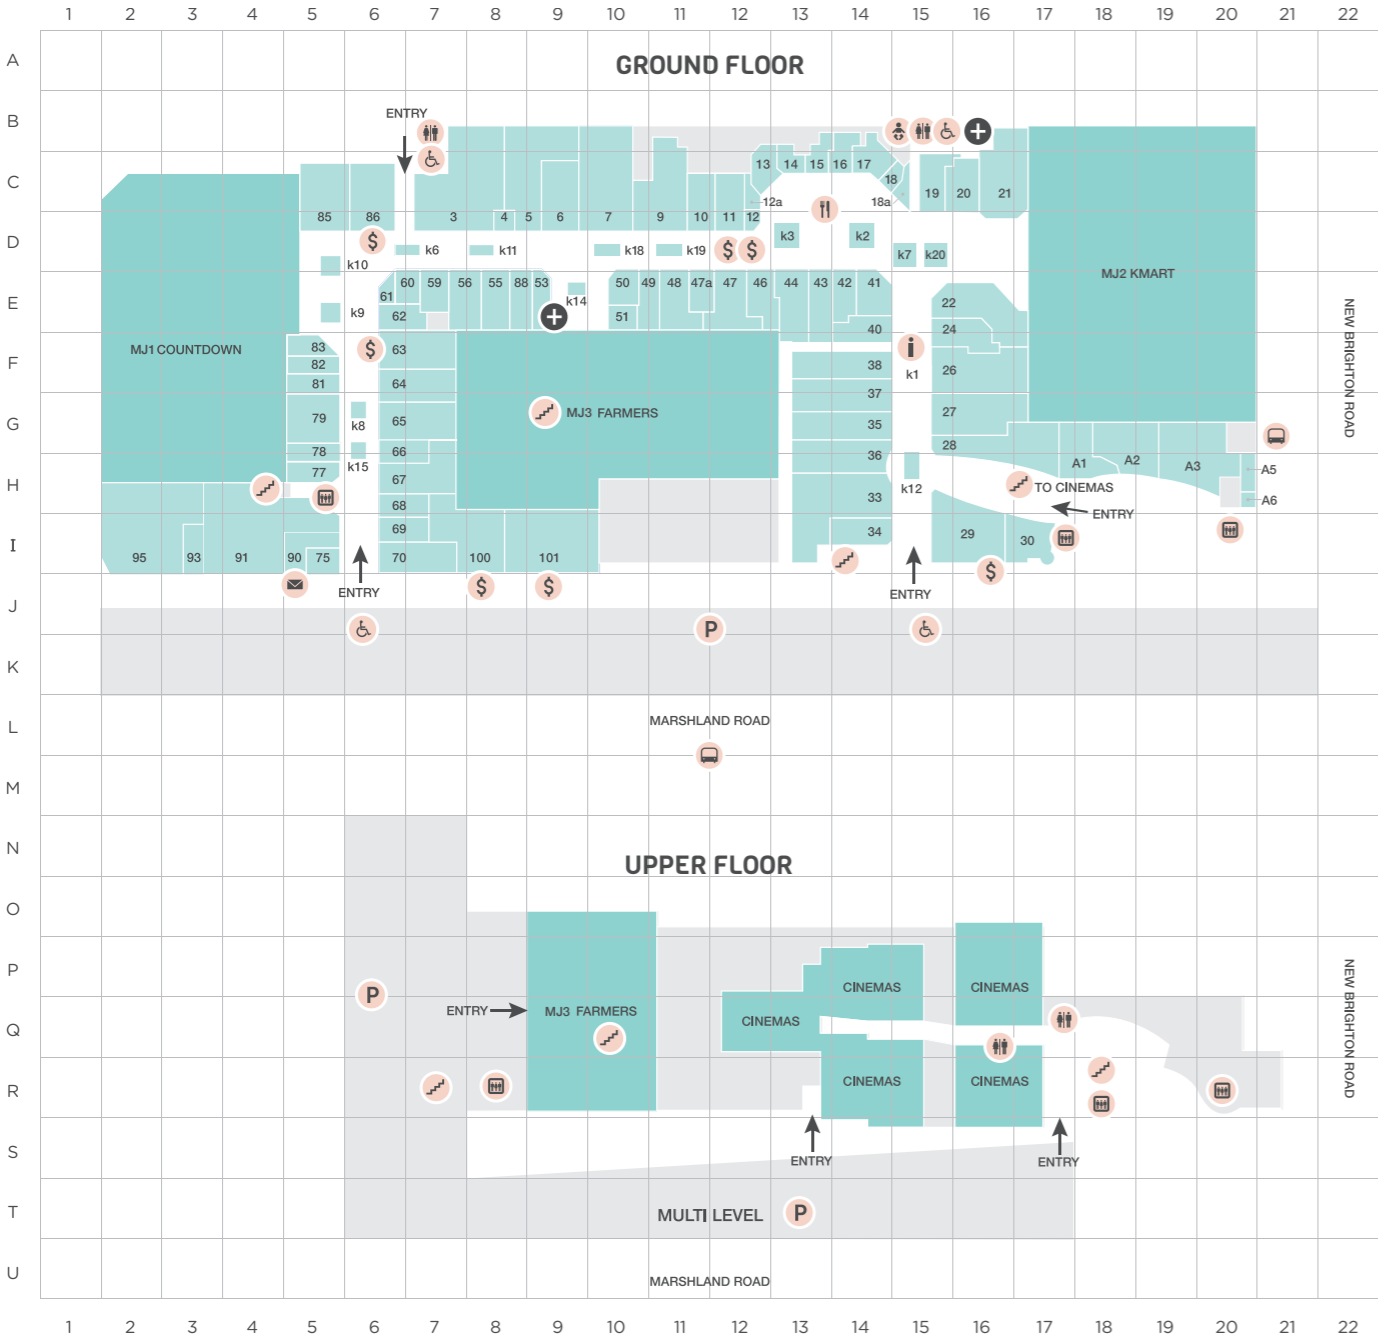 1 2 3 4 5 6 7 8 9 10 11 12 13 14 15 16 17 18 19 20 21 22
A
GROUND FLOOR
B
ENTRY
C
13 14 15 16 17
18
19 20 21
12a 18a
85 86 3 4 5 6 7 9 10 11 12
D
$
k6 k11 k18 k19 $ $ k3 k2 k7 k20
k10
MJ2 KMART
E
61 60 59 56 55 88 53 k14 50 49 48 47a 47 46 44 43 42 41
22
k9 62 51
40 24
NEW BRIGHTON ROAD
F
MJ1 COUNTDOWN
83 $ 63
82
81 64
38 k1 26
37
G
79 k8 65
MJ3 FARMERS
35 27
78 k15 66
36 28
H
77 67
A1 A2 A3 A5
k12 TO CINEMAS
68 33 A6
ENTRY
I
69 34
95 93 4 91 90 75 70 100 101
29 30
$
J
ENTRY $ $ ENTRY
P
K
L
MARSHLAND ROAD
M
N
UPPER FLOOR
O
P
CINEMAS CINEMAS
P
NEW BRIGHTON ROAD
Q
ENTRY MJ3 FARMERS CINEMAS
R
CINEMAS CINEMAS
S
ENTRY ENTRY
T
MULTI LEVEL P
U
MARSHLAND ROAD
1 2 3 4 5 6 7 8 9 10 11 12 13 14 15 16 17 18 19 20 21 22